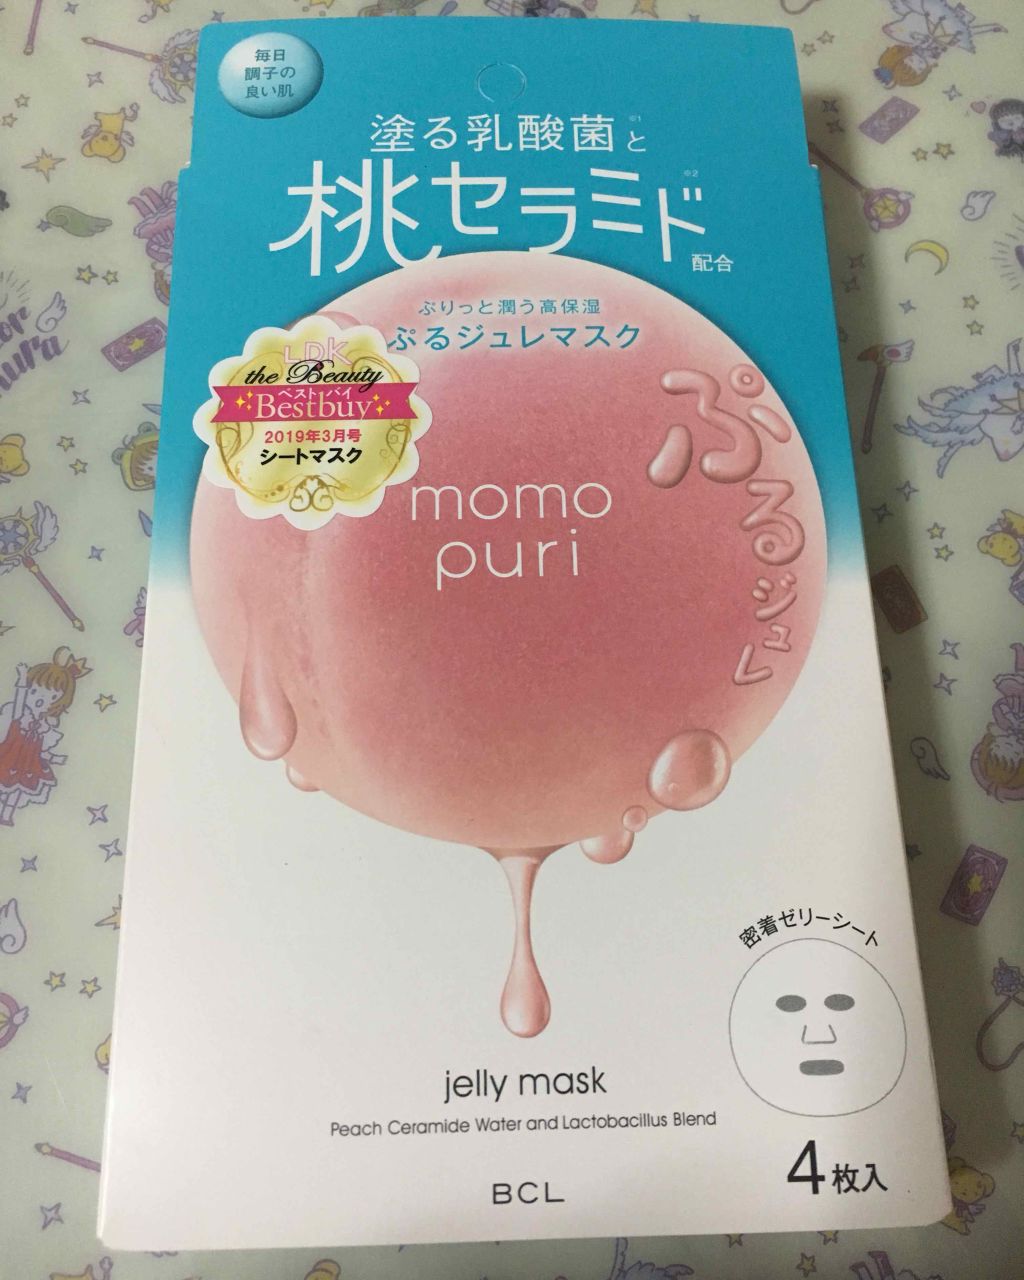 毎日
調子の
良い肌
塗る乳酸菌※1と
桃セラミド※2
配合
ぷりっと潤う高保湿
ぷるジュレマスク
LDK
the Beauty
ベストバイ
Bestbuy
2019年3月号
シートマスク
momo
puri
ぷるジュレ
密着ゼリーシート
jelly mask
Peach Ceramide Water and Lactobacillus Blend
BCL
4枚入